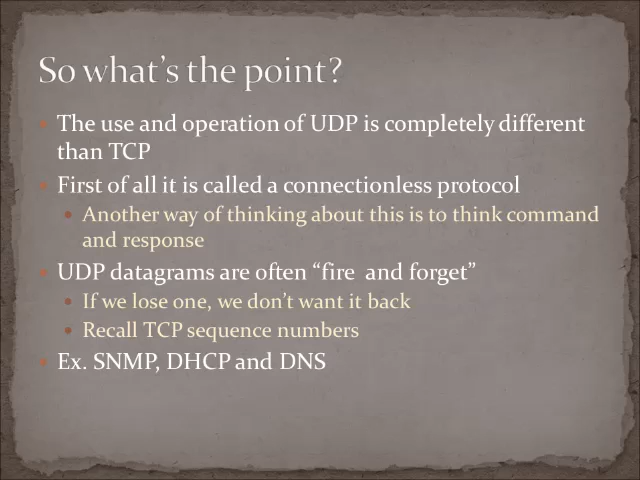 So what's the point?
The use and operation of UDP is completely different
than TCP
First of all it is called a connectionless protocol
Another way of thinking about this is to think command
and response
UDP datagrams are often “fire  and forget”
If we lose one, we don't want it back
Recall TCP sequence numbers
Ex. SNMP, DHCP and DNS